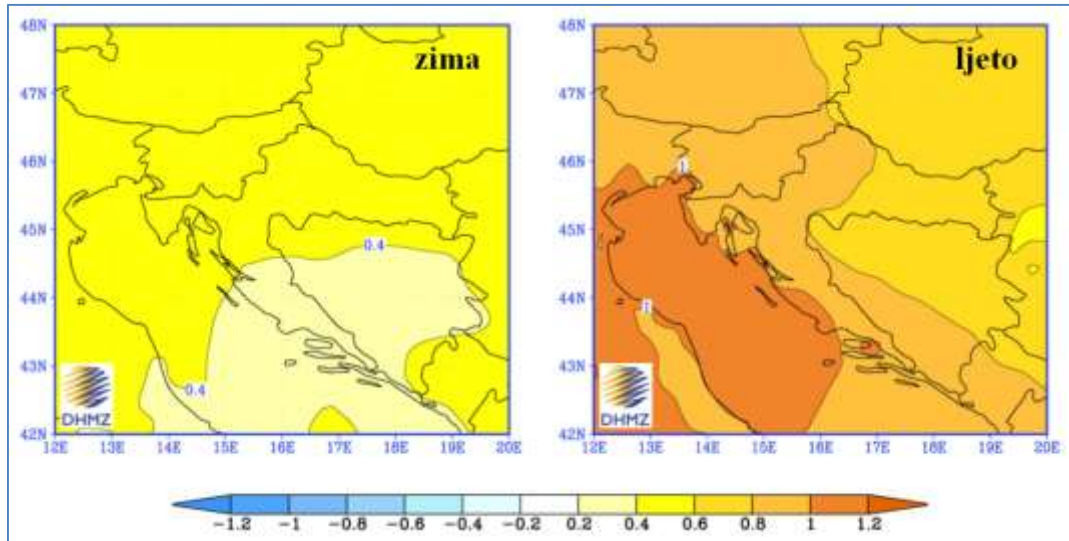 48N
47N
46N
45N
44N
43N
42N
12E 13E 14E 15E 16E 17E 18E 19E 20E
zima
0.4
0.4
DHMZ
48N
47N
46N
45N
44N
43N
42N
12E 13E 14E 15E 16E 17E 18E 19E 20E
ljeto
1
1
DHMZ
-1.2 -1 -0.8 -0.6 -0.4 -0.2 0.2 0.4 0.6 0.8 1 1.2